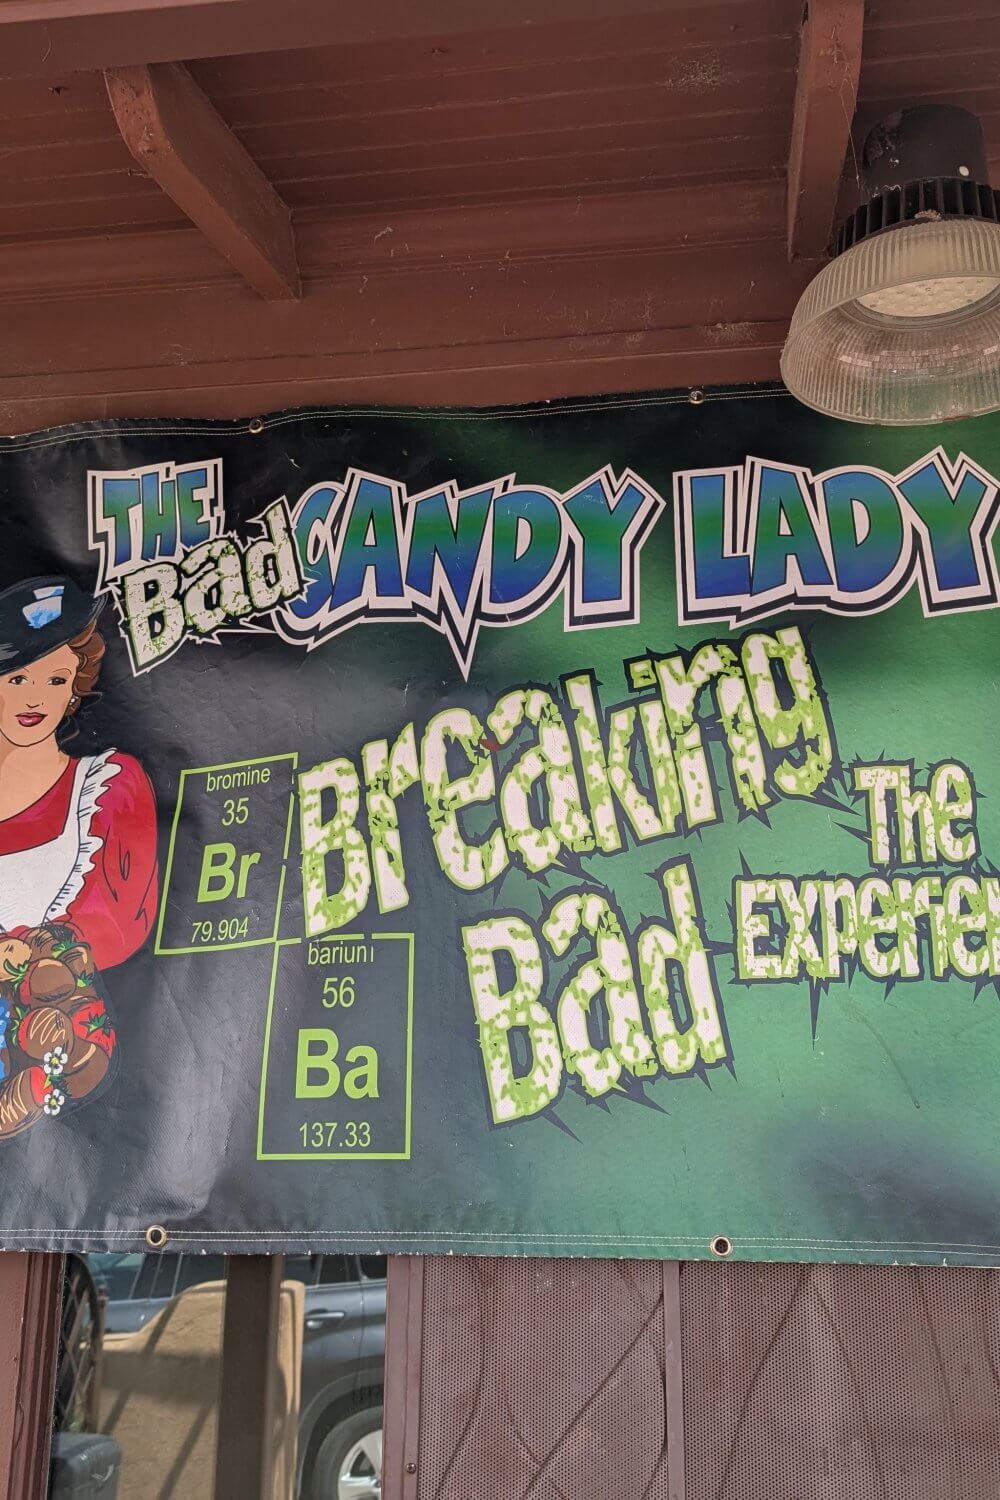 THE Bad CANDY LADY
Breaking
Bad
The
Experien
bromine
35
Br
79.904
barium
56
Ba
137.33